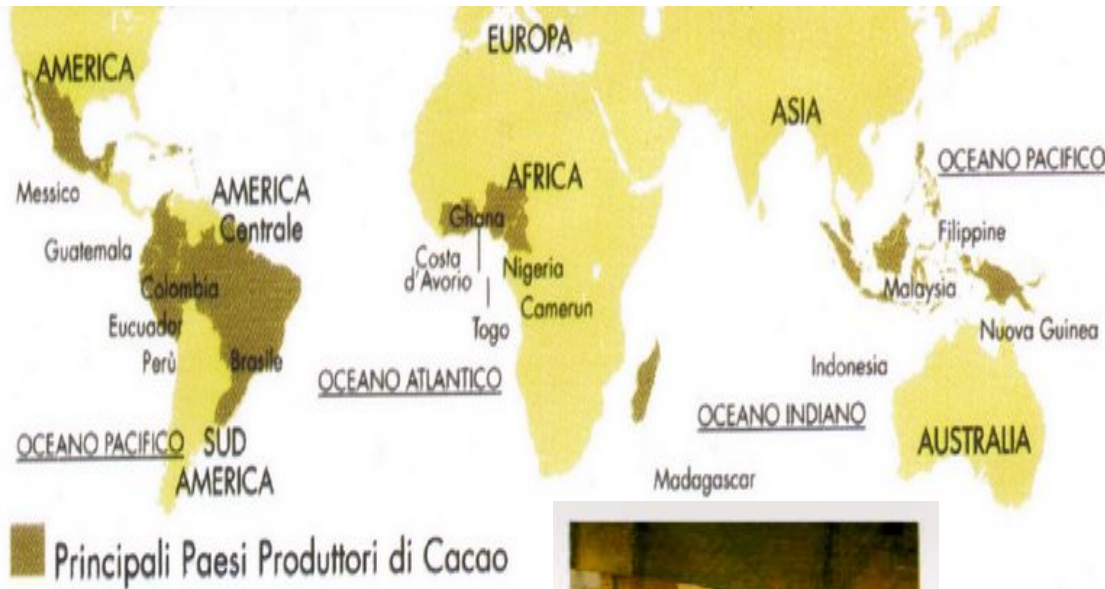 EUROPA
AMERICA
ASIA
OCEANO PACIFICO
AFRICA
Messico
AMERICA
Centrale
Ghana
Guatemala
Filippine
Costa
d'Avorio
Nigeria
Colombia
Malaysia
Camerun
Eucuador
Togo
Nuova Guinea
Perù
Brasile
Indonesia
OCEANO ATLANTICO
OCEANO INDIANO
OCEANO PACIFICO
SUD
AMERICA
AUSTRALIA
Madagascar
Principali Paesi Produttori di Cacao